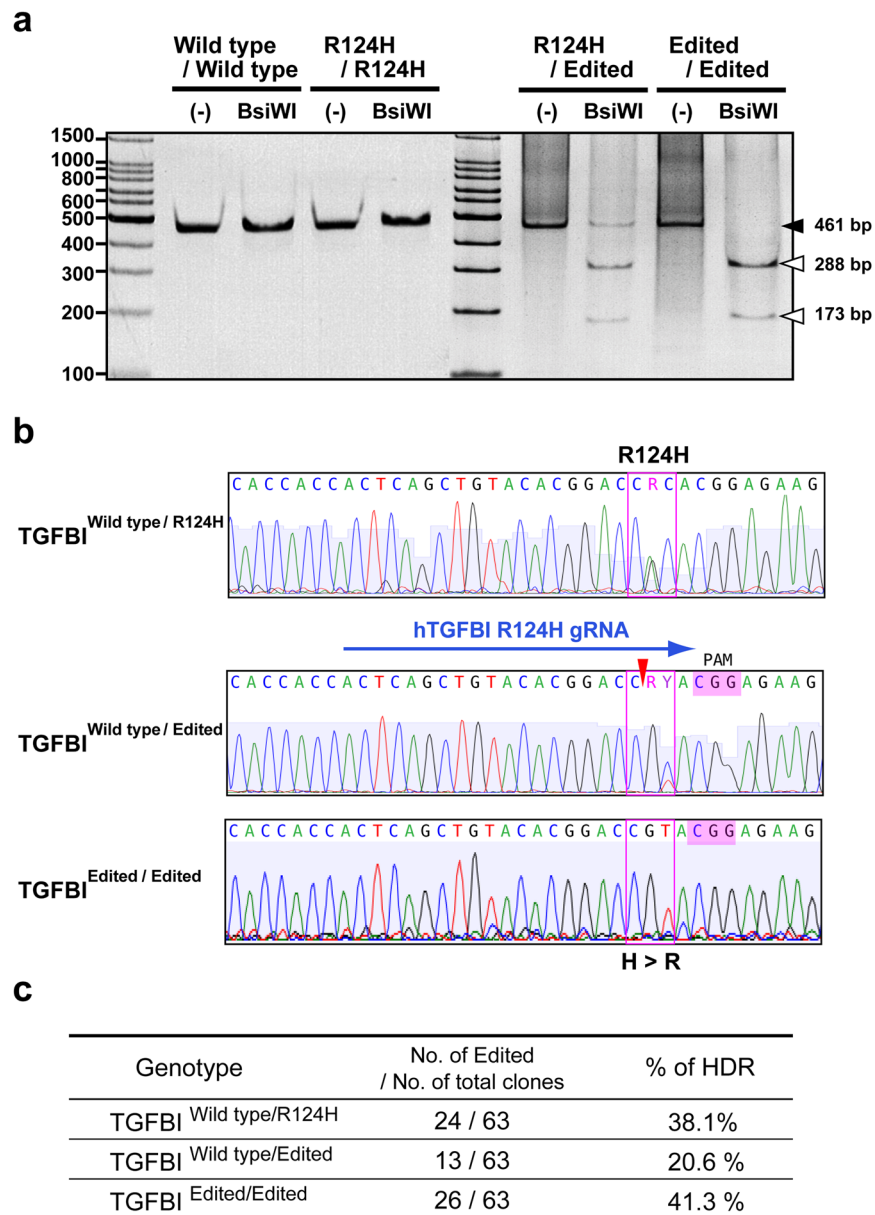 a
Wild type / Wild type
R124H / R124H
R124H / Edited
Edited / Edited
(-) BsiWI (-) BsiWI (-) BsiWI (-) BsiWI
1500
1000
800
600
500
400
300
200
100
461 bp
288 bp
173 bp
b
R124H
CACCACCACTCAGCTGTACACGGACCRCACGGAGAAG
TGFBI Wild type / R124H
hTGFBI R124H gRNA
PAM
CACCACCACTCAGCTGTACACGGACCRYACGGAGAAG
TGFBI Wild type / Edited
CACCACCACTCAGCTGTACACGGACCGTACGGAGAAG
TGFBI Edited / Edited
H > R
c
Genotype
No. of Edited
/ No. of total clones
% of HDR
TGFBI Wild type/R124H 24 / 63 38.1%
TGFBI Wild type/Edited 13 / 63 20.6 %
TGFBI Edited/Edited 26 / 63 41.3 %